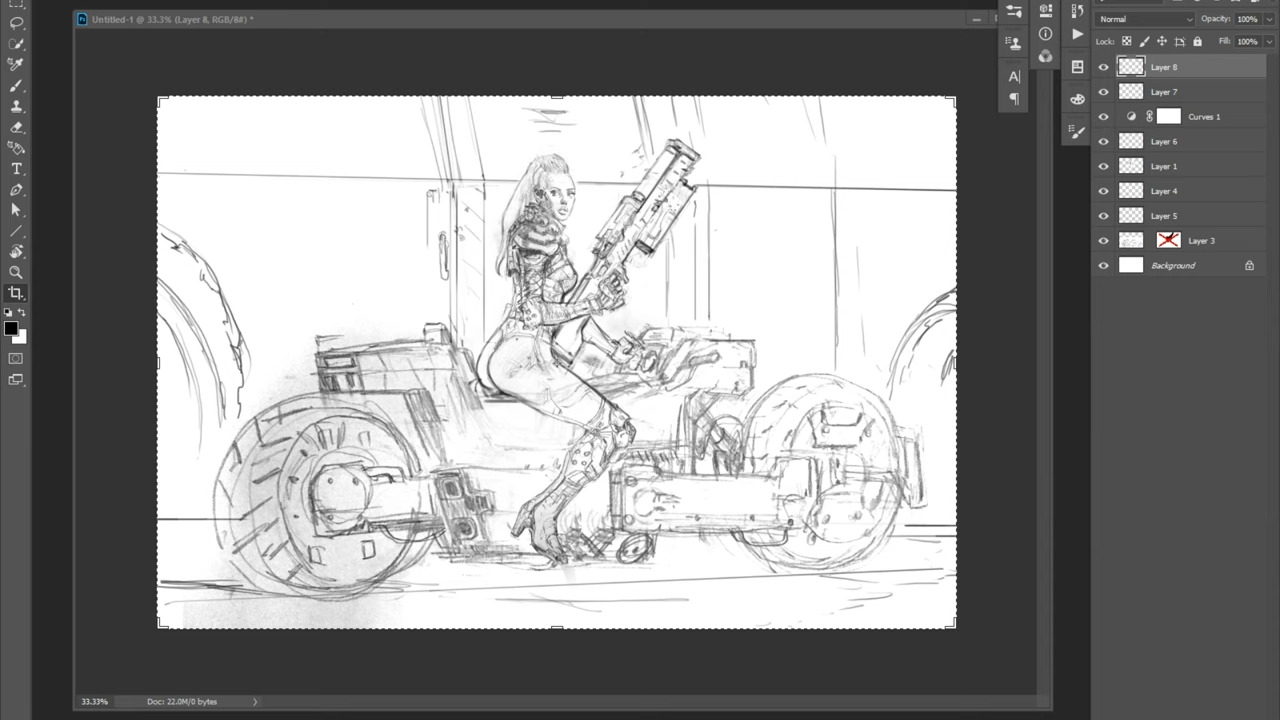 Ps Untitled-1 @ 33.3% (Layer 8, RGB/8#) *
Normal Opacity: 100%
Lock: Fill: 100%
Layer 8
Layer 7
Curves 1
Layer 6
Layer 1
Layer 4
Layer 5
Layer 3
Background
33.33% Doc: 22.0M/0 bytes